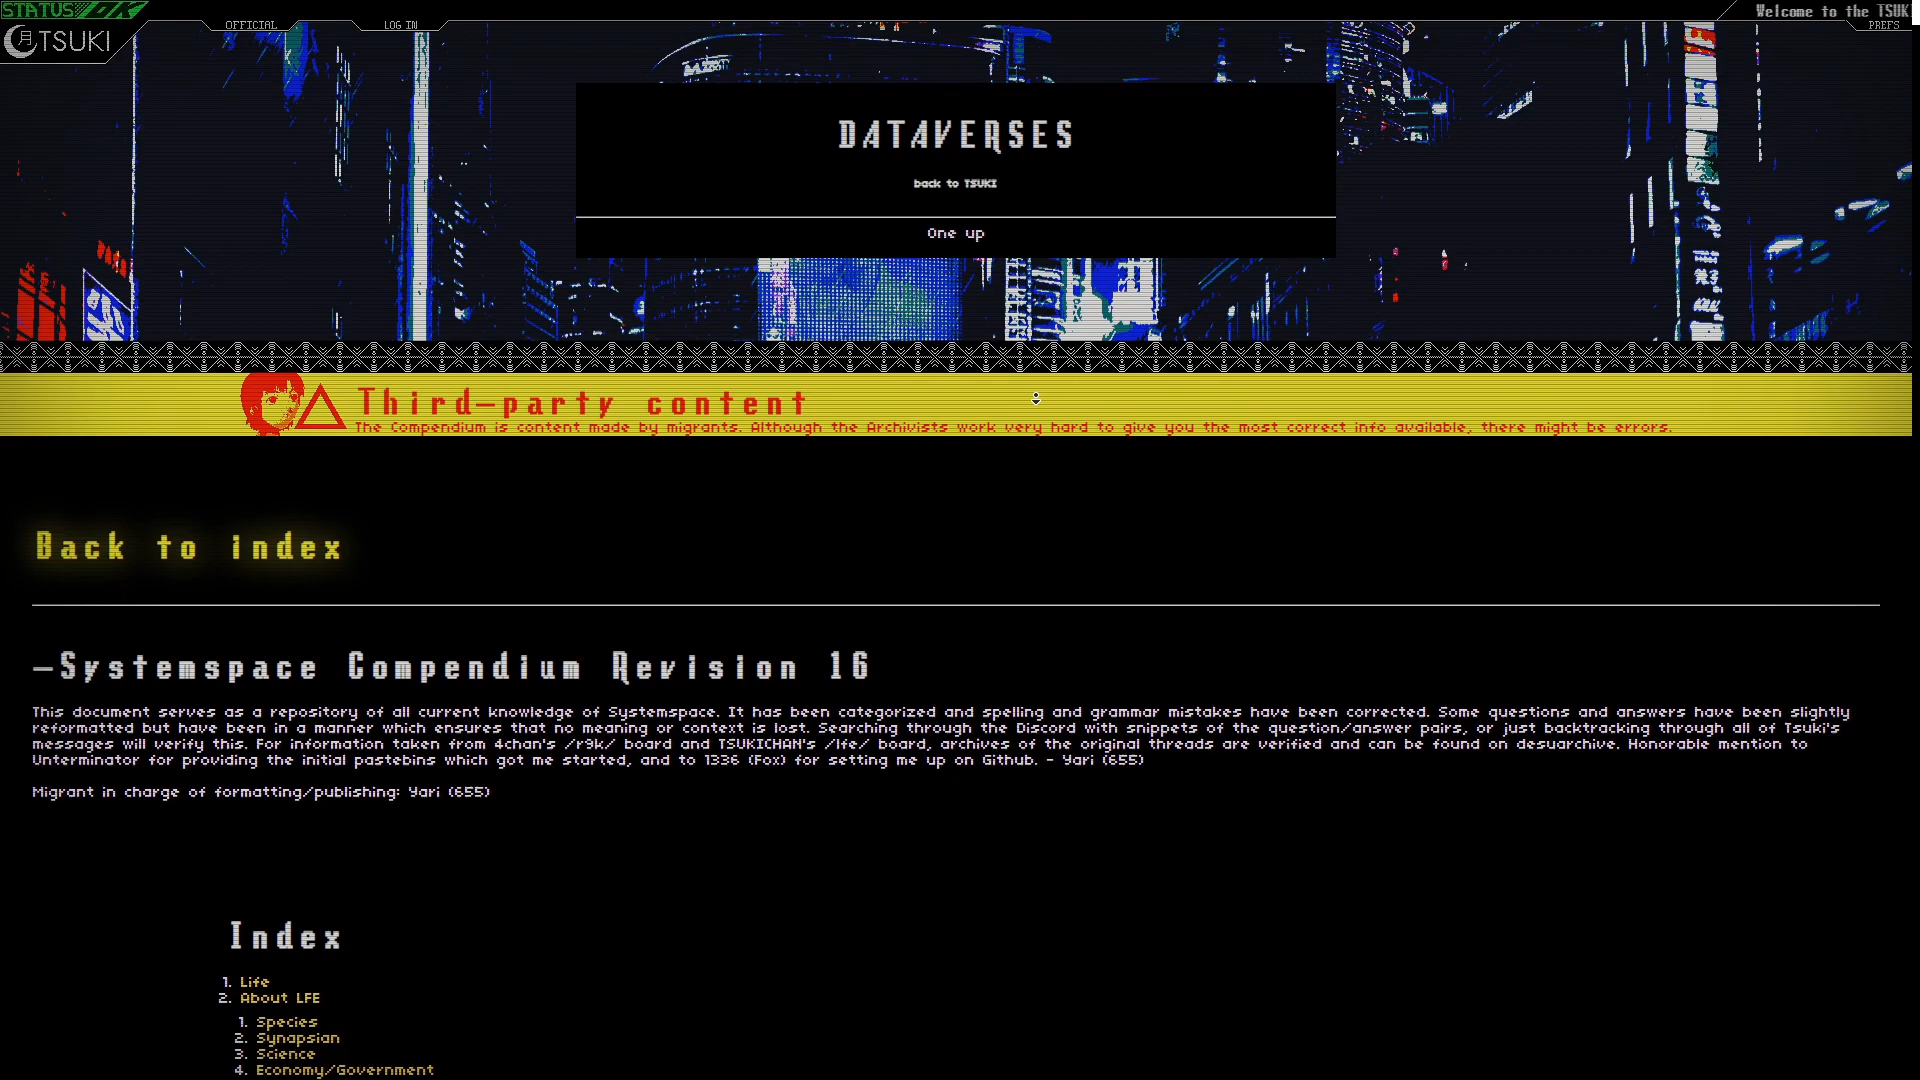 STATUS OK
Welcome to the TSUKI
OFFICIAL
LOG IN
PREFS
月 TSUKI
DATAVERSES
back to TSUKI
One up
Third-party content
The Compendium is content made by migrants. Although the Archivists work very hard to give you the most correct info available, there might be errors.
Back to index
—Systemspace Compendium Revision 16
This document serves as a repository of all current knowledge of Systemspace. It has been categorized and spelling and grammar mistakes have been corrected. Some questions and answers have been slightly
reformatted but have been in a manner which ensures that no meaning or context is lost. Searching through the Discord with snippets of the question/answer pairs, or just backtracking through all of Tsuki's
messages will verify this. For information taken from 4chan's /r9k/ board and TSUKICHAN's /lfe/ board, archives of the original threads are verified and can be found on desuarchive. Honorable mention to
Unterminator for providing the initial pastebins which got me started, and to 1336 (Fox) for setting me up on Github. - Yari (655)
Migrant in charge of formatting/publishing: Yari (655)
Index
1. Life
2. About LFE
1. Species
2. Synapsian
3. Science
4. Economy/Government